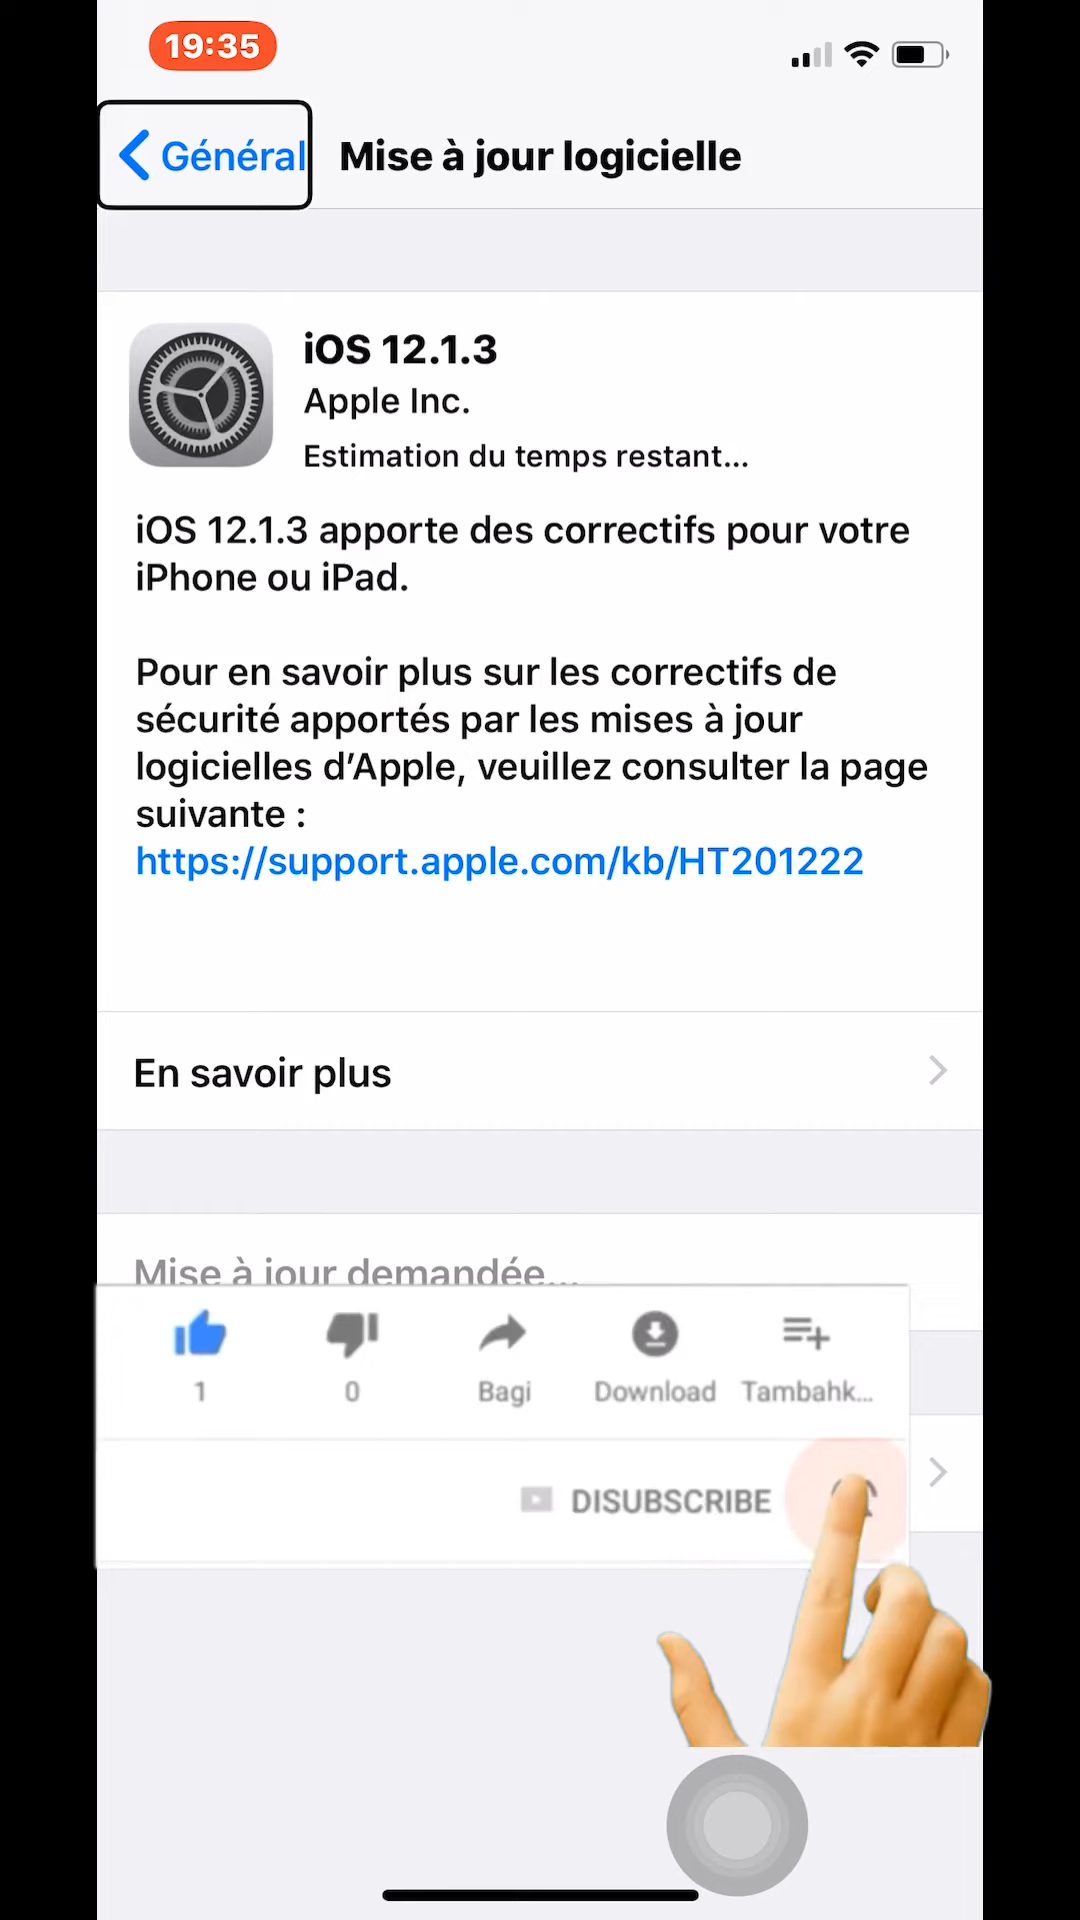 19:35
Général
Mise à jour logicielle
iOS 12.1.3
Apple Inc.
Estimation du temps restant...
iOS 12.1.3 apporte des correctifs pour votre
iPhone ou iPad.
Pour en savoir plus sur les correctifs de
sécurité apportés par les mises à jour
logicielles d’Apple, veuillez consulter la page
suivante :
https://support.apple.com/kb/HT201222
En savoir plus
Mise à jour demandée...
1
0
Bagi
Download
Tambahk...
DISUBSCRIBE